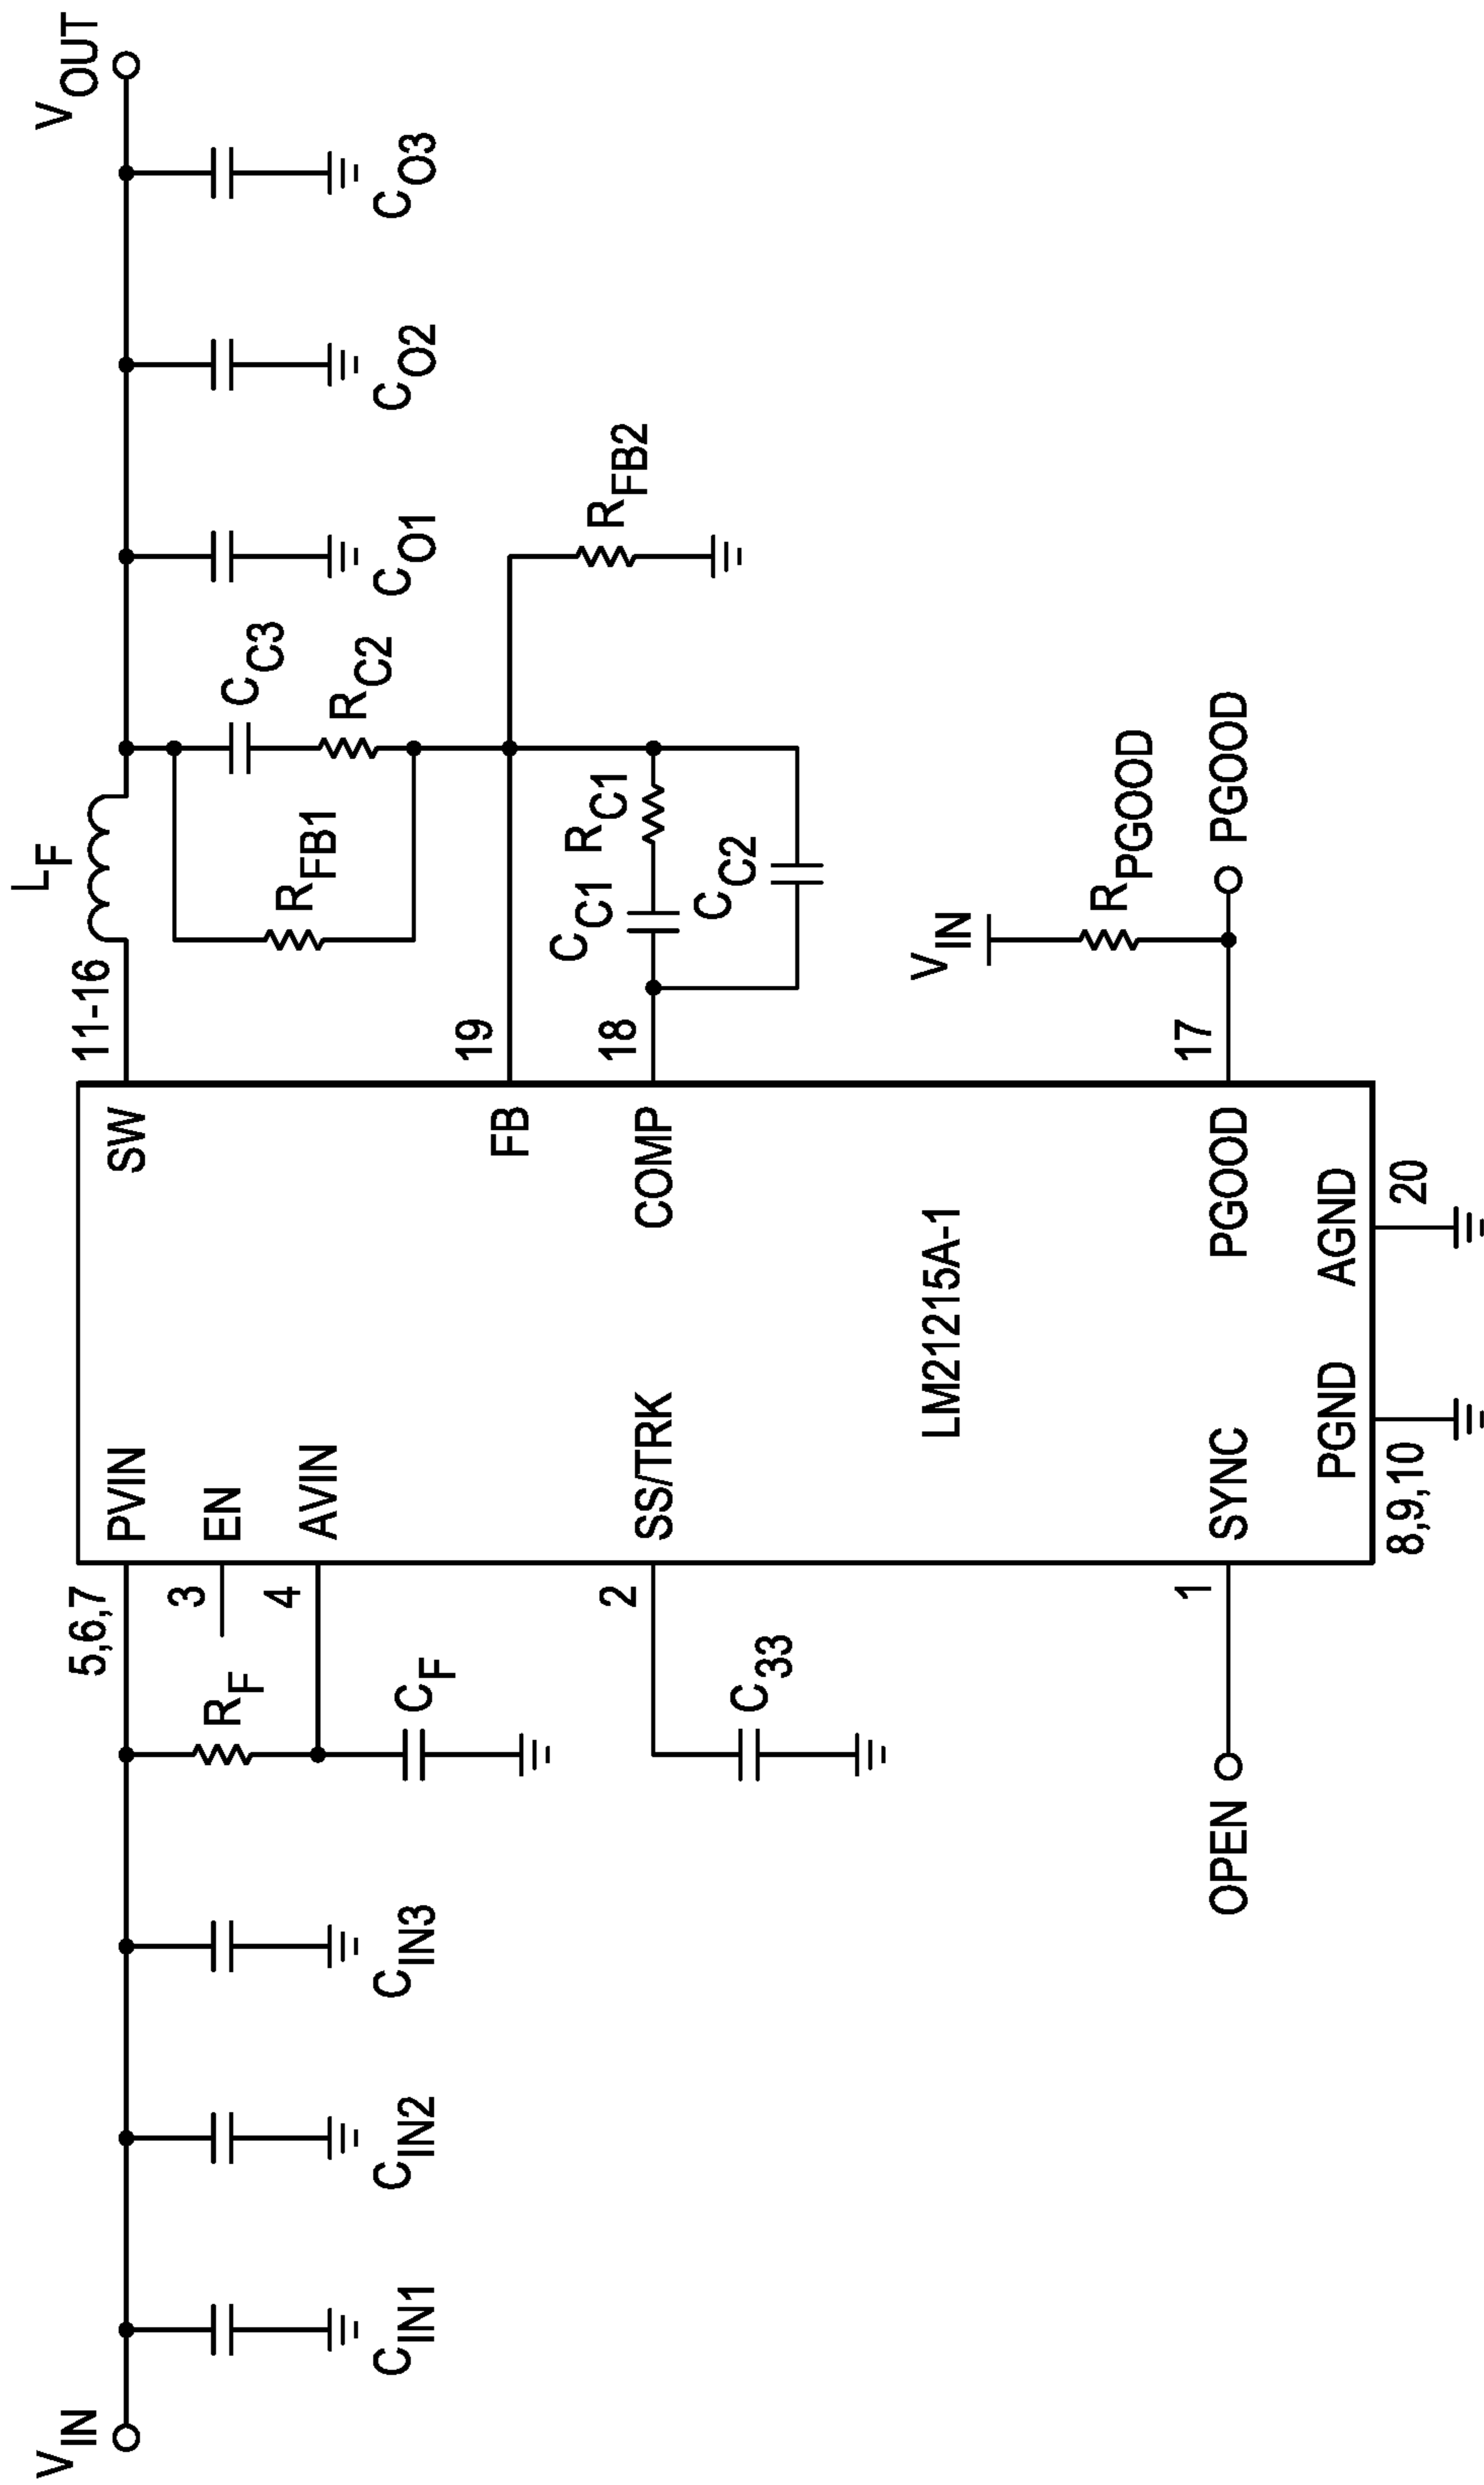 VIN
CIN1
CIN2
CIN3
RF
CF
C33
OPEN
5,6,7
3
4
2
1
PVIN
EN
AVIN
SS/TRK
SYNC
LM21215A-1
SW
FB
COMP
PGOOD
PGND
AGND
8,9,10
20
11-16
19
18
17
LF
RFB1
CC3
RC2
CC1
RC1
CC2
RFB2
VIN
RPGOOD
PGOOD
CO1
CO2
CO3
VOUT